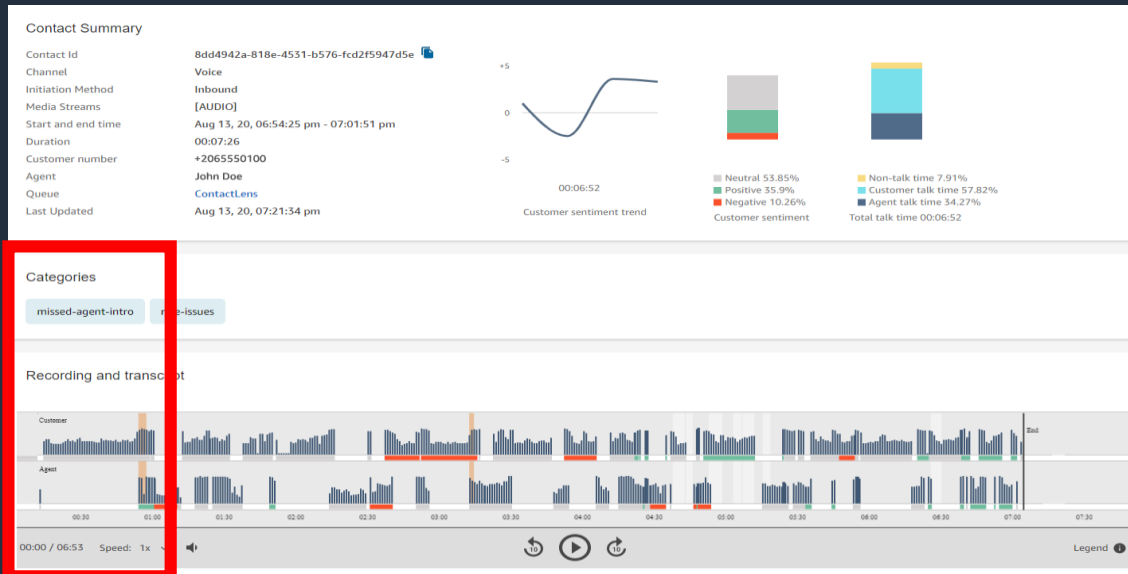 Contact Summary
Contact Id 8dd4942a-818e-4531-b576-fcd2f5947d5e
Channel Voice
Initiation Method Inbound
Media Streams [AUDIO]
Start and end time Aug 13, 20, 06:54:25 pm - 07:01:51 pm
Duration 00:07:26
Customer number +2065550100
Agent John Doe
Queue ContactLens
Last Updated Aug 13, 20, 07:21:34 pm
+5
0
-5
00:06:52
Customer sentiment trend
Neutral 53.85%
Positive 35.9%
Negative 10.26%
Customer sentiment
Non-talk time 7.91%
Customer talk time 57.82%
Agent talk time 34.27%
Total talk time 00:06:52
Categories
missed-agent-intro
Recording and transcript
Customer
End
Agent
00:30 01:00 01:30 02:00 02:30 03:00 03:30 04:00 04:30 05:00 05:30 06:00 06:30 07:00 07:30
00:00 / 06:53 Speed: 1x
10 10
Legend